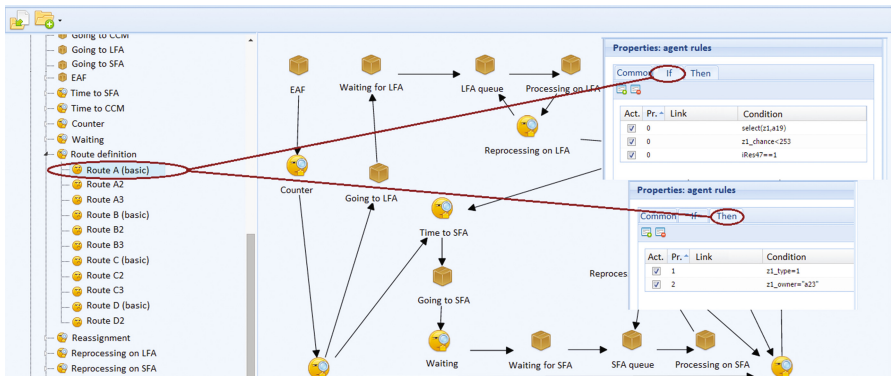 Going to CCM
Going to LFA
Going to SFA
EAF
Time to SFA
Time to CCM
Counter
Waiting
Route definition
Route A (basic)
Route A2
Route A3
Route B (basic)
Route B2
Route B3
Route C (basic)
Route C2
Route C3
Route D (basic)
Route D2
Reassignment
Reprocessing on LFA
Reprocessing on SFA
EAF
Waiting for LFA
LFA queue
Processing on LFA
Reprocessing on LFA
Counter
Going to LFA
Time to SFA
Going to SFA
Waiting
Waiting for SFA
SFA queue
Processing on SFA
Reproces
Properties: agent rules
Common If Then
Act. Pr. Link Condition
0 select(z1,a19)
0 z1_chance<253
0 iRes47==1
Properties: agent rules
Common If Then
Act. Pr. Link Condition
1 z1_type=1
2 z1_owner="a23"